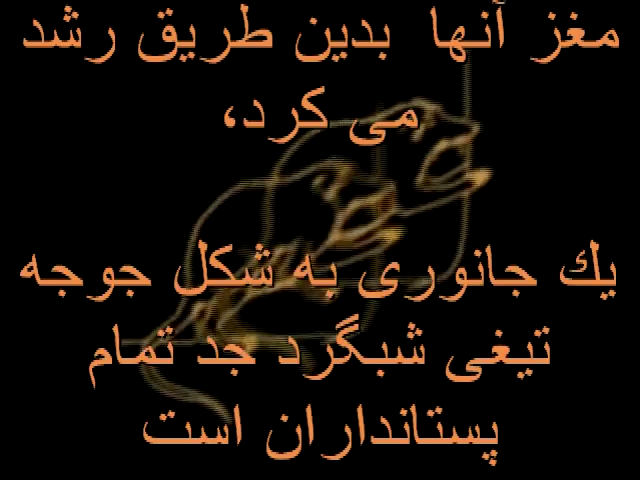 مغز آنها بدین طریق رشد
می کرد،
یك جانوری به شکل جوجه
تیغی شبگرد جد تمام
پستانداران است